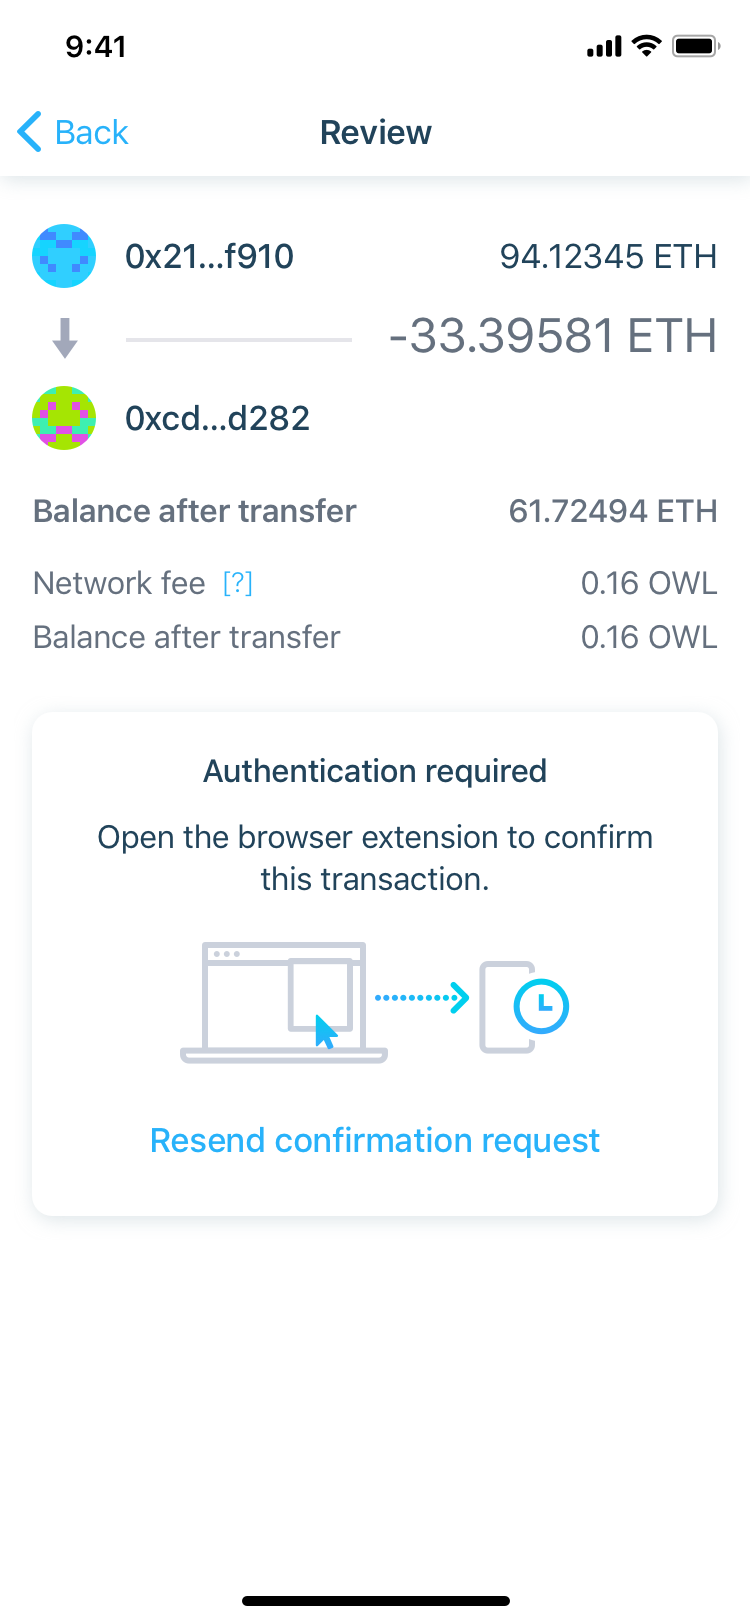 9:41
Back
Review
0x21...f910
94.12345 ETH
-33.39581 ETH
0xcd...d282
Balance after transfer
61.72494 ETH
Network fee [?]
0.16 OWL
Balance after transfer
0.16 OWL
Authentication required
Open the browser extension to confirm
this transaction.
Resend confirmation request